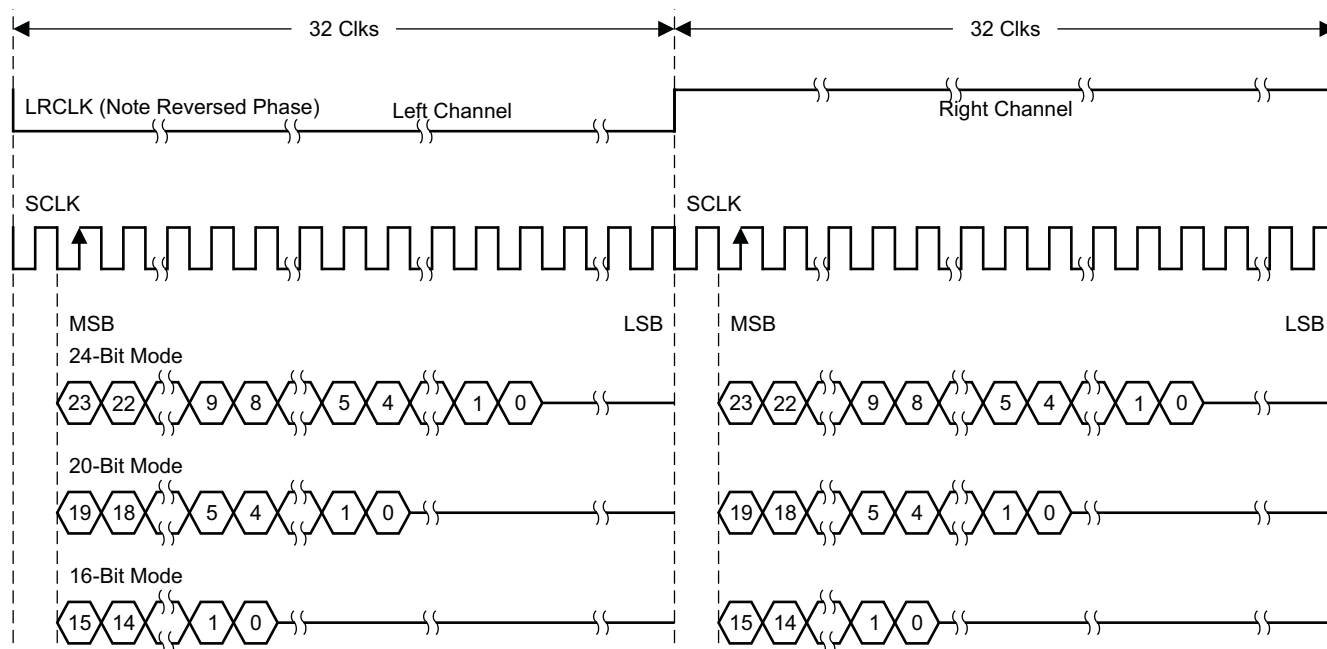 32 Clks 32 Clks
LRCLK (Note Reversed Phase) Left Channel Right Channel
SCLK SCLK
MSB LSB MSB LSB
24-Bit Mode
23 22 9 8 5 4 1 0 23 22 9 8 5 4 1 0
20-Bit Mode
19 18 5 4 1 0 19 18 5 4 1 0
16-Bit Mode
15 14 1 0 15 14 1 0